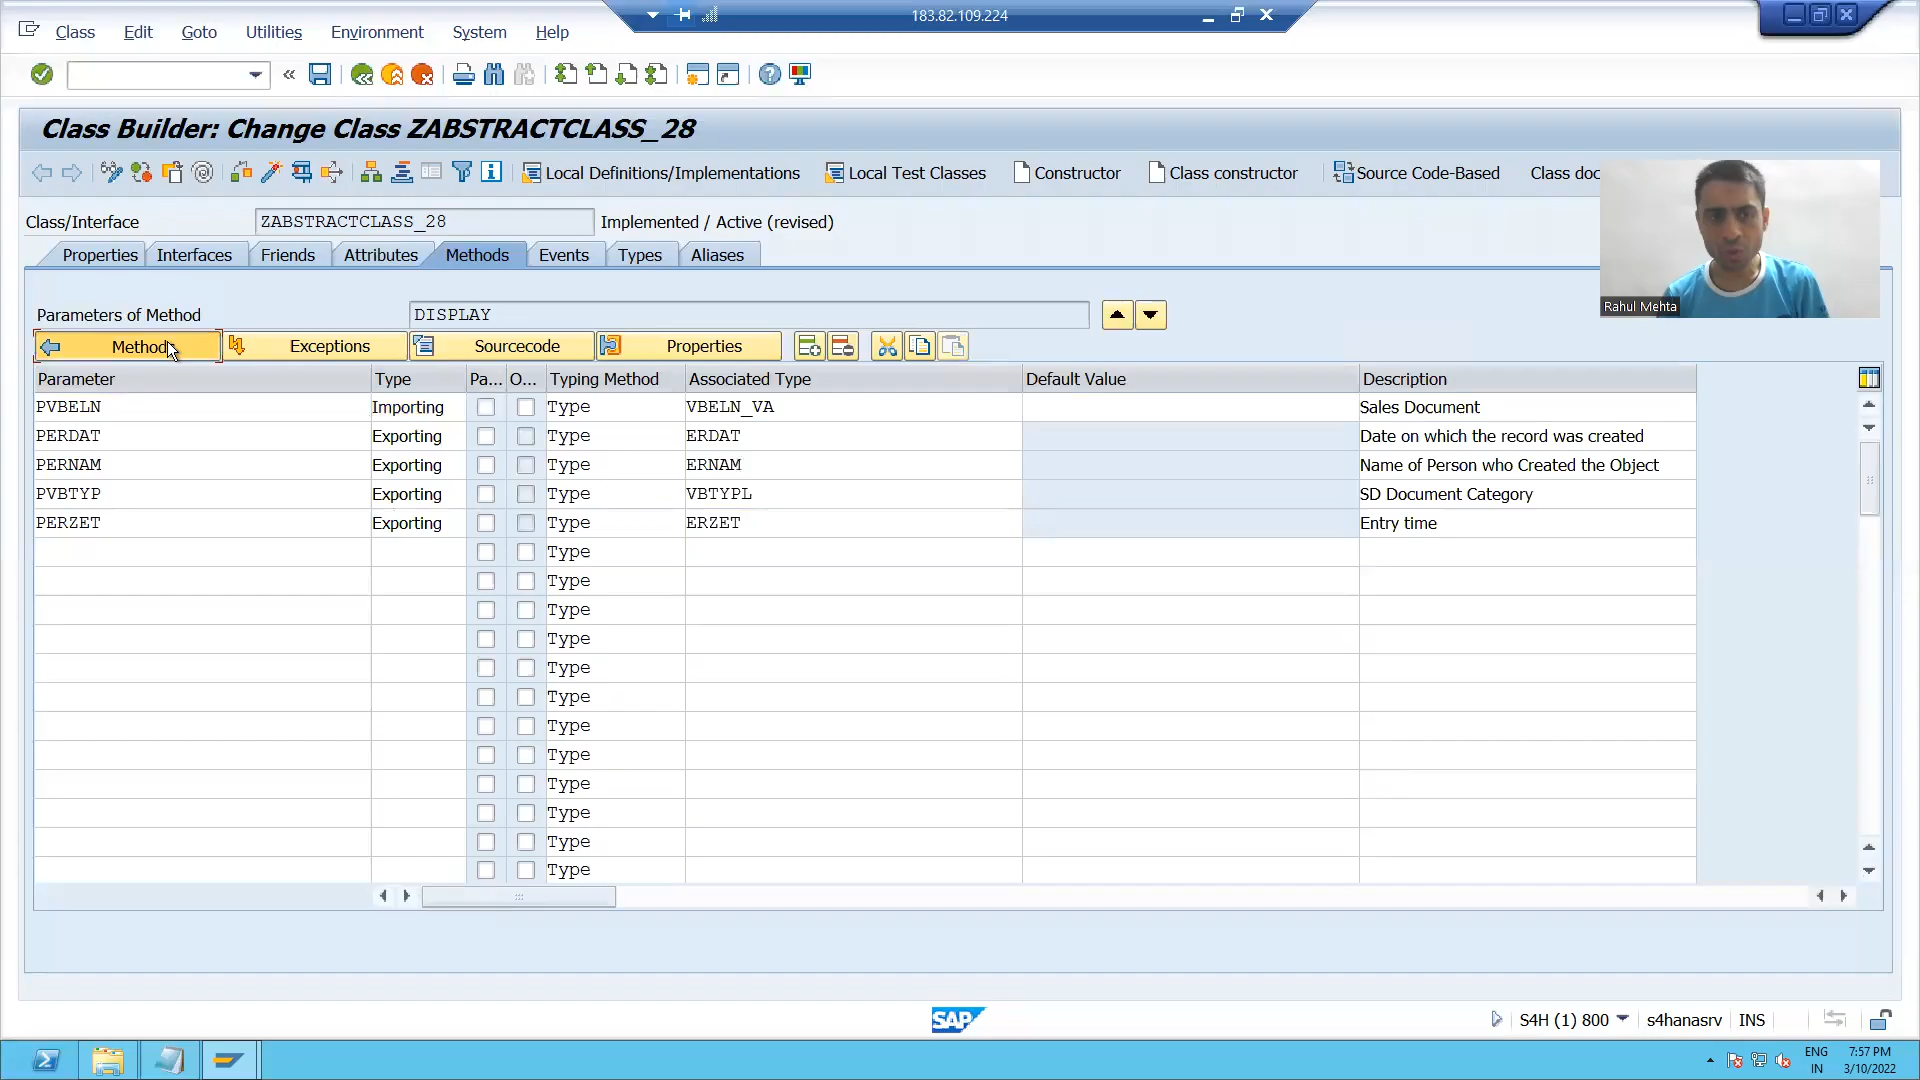 183.82.109.224
Class Edit Goto Utilities Environment System Help
Class Builder: Change Class ZABSTRACTCLASS_28
Local Definitions/Implementations Local Test Classes Constructor Class constructor Source Code-Based Class doc
Class/Interface ZABSTRACTCLASS_28 Implemented / Active (revised)
Properties Interfaces Friends Attributes Methods Events Types Aliases
Rahul Mehta
Parameters of Method DISPLAY
Methods Exceptions Sourcecode Properties
Parameter Type Pa... O... Typing Method Associated Type Default Value Description
PVBELN Importing Type VBELN_VA Sales Document
PERDAT Exporting Type ERDAT Date on which the record was created
PERNAM Exporting Type ERNAM Name of Person who Created the Object
PVBTYP Exporting Type VBTYPL SD Document Category
PERZET Exporting Type ERZET Entry time
Type
Type
Type
Type
Type
Type
Type
Type
Type
Type
Type
Type
SAP S4H (1) 800 s4hanasrv INS
ENG 7:57 PM
IN 3/10/2022